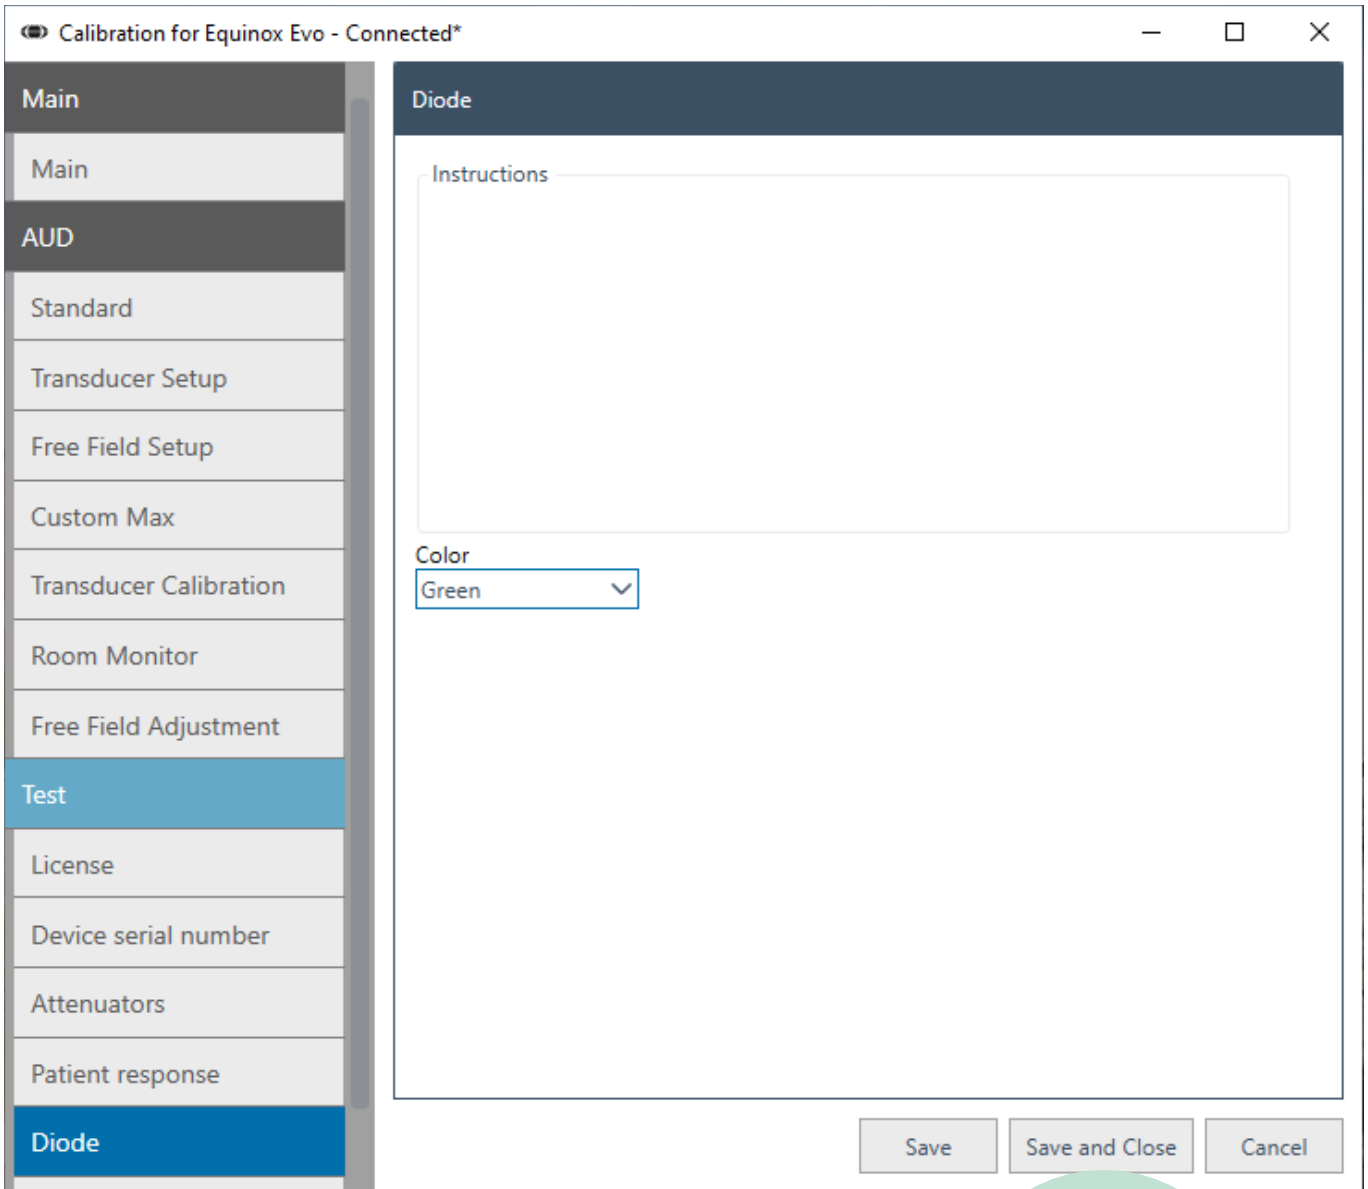 Calibration for Equinox Evo - Connected*
Main
Main
AUD
Standard
Transducer Setup
Free Field Setup
Custom Max
Transducer Calibration
Room Monitor
Free Field Adjustment
Test
License
Device serial number
Attenuators
Patient response
Diode
Diode
Instructions
Color
Green
Save
Save and Close
Cancel